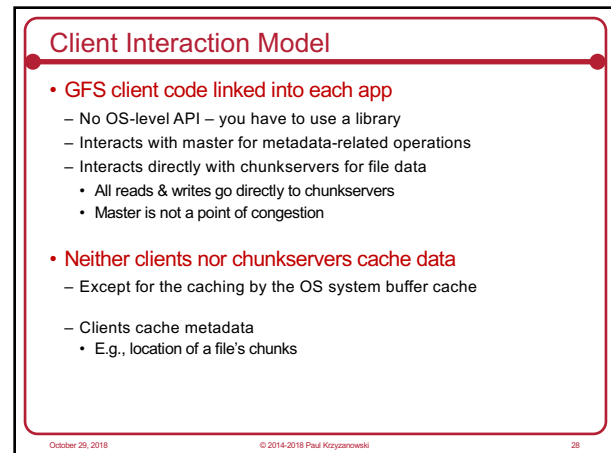 Client Interaction Model
• GFS client code linked into each app
– No OS-level API – you have to use a library
– Interacts with master for metadata-related operations
– Interacts directly with chunkservers for file data
• All reads & writes go directly to chunkservers
• Master is not a point of congestion
• Neither clients nor chunkservers cache data
– Except for the caching by the OS system buffer cache
– Clients cache metadata
• E.g., location of a file's chunks
October 29, 2018 © 2014-2018 Paul Krzyzanowski 28